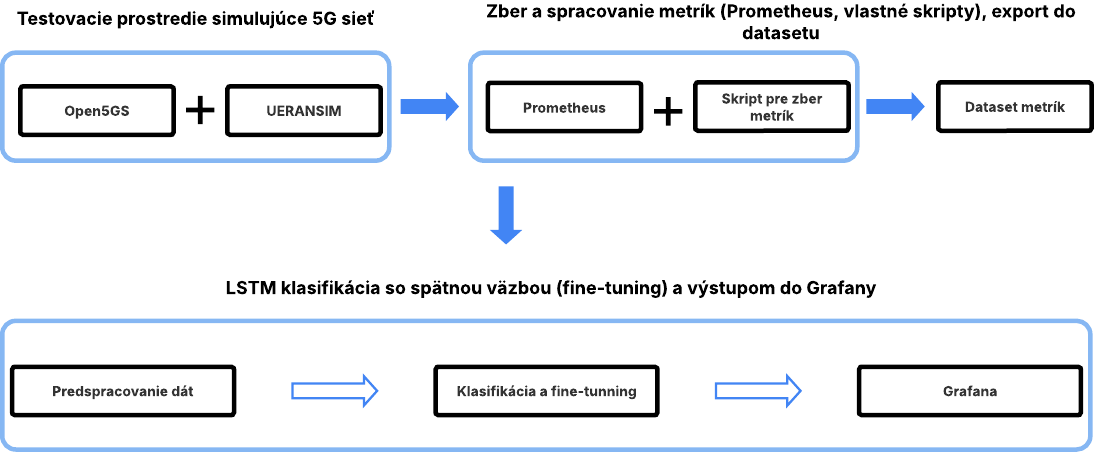 Testovacie prostredie simulujúce 5G sieť
Zber a spracovanie metrík (Prometheus, vlastné skripty), export do
datasetu
Open5GS
UERANSIM
Prometheus
Skript pre zber
metrík
Dataset metrík
LSTM klasifikácia so spätnou väzbou (fine-tuning) a výstupom do Grafany
Predspracovanie dát
Klasifikácia a fine-tunning
Grafana